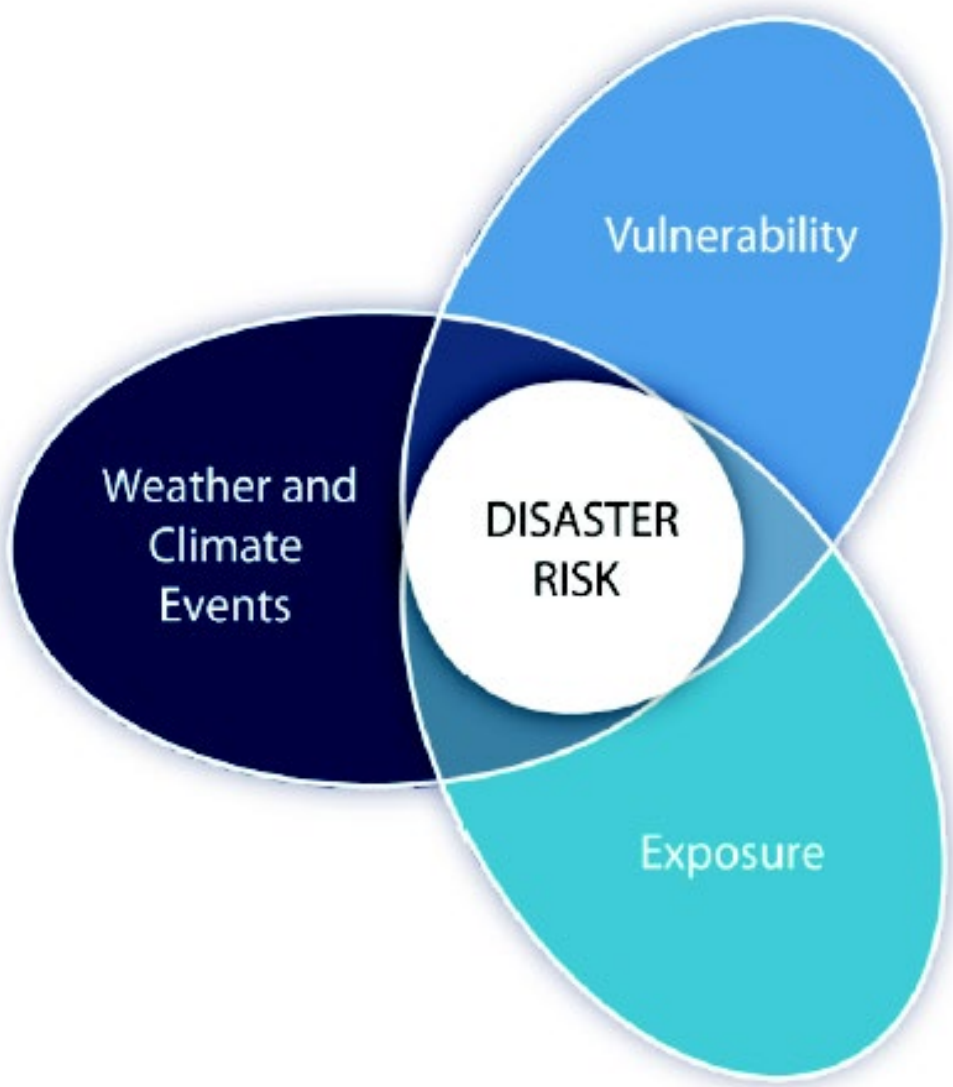 Vulnerability
Weather and
Climate
Events
DISASTER
RISK
Exposure